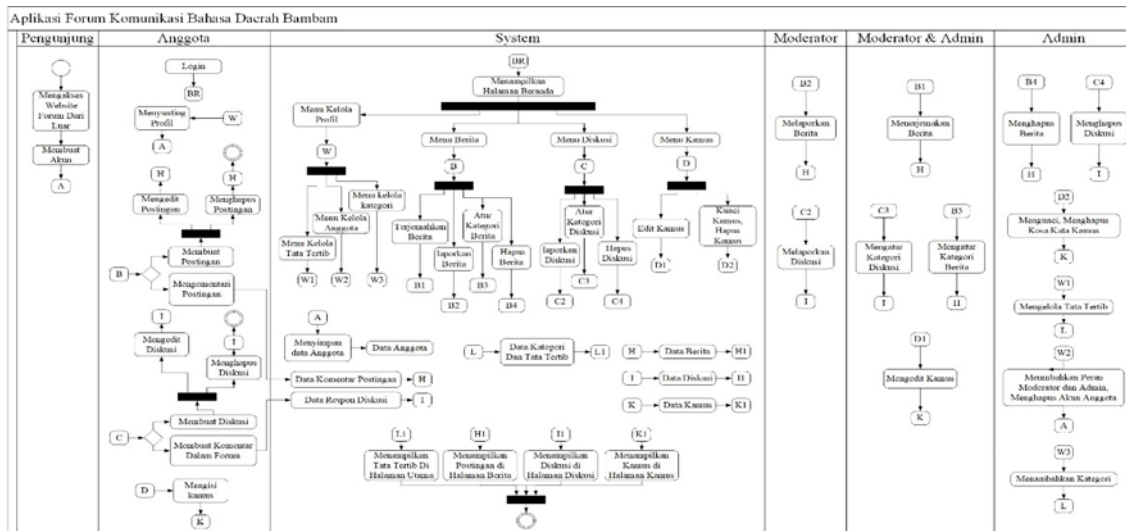 Aplikasi Forum Komunikasi Bahasa Daerah Bambam
Pengunjung
Mengakses
Website
Forum Dari
Luar
Membuat
Akun
A
Anggota
Login
BR
Menyunting
Profil
W
A
H
H
Mengedit
Postingan
Menghapus
Postingan
Membuat
Postingan
B
Mengomentari
Postingan
I
I
Mengedit
Diskusi
Menghapus
Diskusi
Membuat Diskusi
C
Membuat Komentar
Dalam Forum
D
Mengisi
kamus
K
System
BR
Menampilkan
Halaman Beranda
Menu Kelola
Profil
Menu Berita
Menu Diskusi
Menu Kamus
W
B
C
D
Menu kelola
kategori
Menu Kelola
Anggota
Menu Kelola
Tata Tertib
W1
W2
W3
Terjemahkan
Berita
laporkan
Berita
Atur
Kategori
Berita
Hapus
Berita
B1
B2
B3
B4
laporkan
Diskusi
Atur
Kategori
Diskusi
Hapus
Diskusi
C2
C3
C4
Edit Kamus
Kunci
Kamus,
Hapus
Kamus
D1
D2
A
Menyimpan
data Anggota
Data Anggota
L
Data Kategori
Dan Tata Tertib
L1
H
Data Berita
H1
Data Komentar Postingan
H
I
Data Diskusi
I1
Data Respon Diskusi
I
K
Data Kamus
K1
L1
H1
I1
K1
Menampilkan
Tata Tertib Di
Halaman Utama
Menampilkan
Postingan di
Halaman Berita
Menampilkan
Diskusi di
Halaman Diskusi
Menampilkan
Kamus di
Halaman Kamus
Moderator
B2
Melaporkan
Berita
H
C2
Melaporkan
Diskusi
I
Moderator & Admin
B1
Menerjemakan
Berita
H
C3
B3
Mengatur
Kategori
Diskusi
Mengatur
Kategori
Berita
I
H
D1
Mengedit Kamus
K
Admin
B4
C4
Menghapus
Berita
Menghapus
Diskusi
H
I
D2
Mengunci, Menghapus
Kosa Kata Kamus
K
W1
Mengelola Tata Tertib
L
W2
Menambahkan Peran
Moderator dan Admin,
Menghapus Akun Anggota
A
W3
Menambahkan Kategori
L